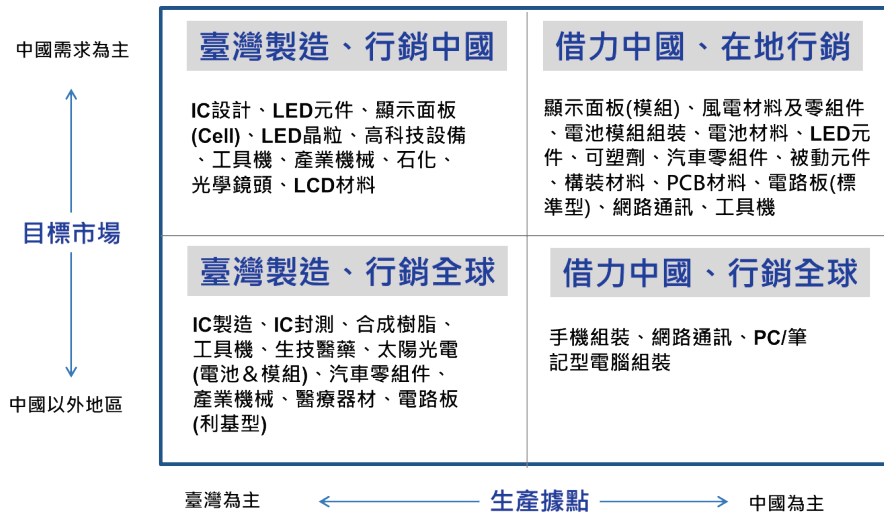 中國需求為主
目標市場
中國以外地區
臺灣製造、行銷中國
IC設計、LED元件、顯示面板
(Cell)、LED晶粒、高科技設備
、工具機、產業機械、石化、
光學鏡頭、LCD材料
借力中國、在地行銷
顯示面板(模組)、風電材料及零組件
、電池模組組裝、電池材料、LED元
件、可塑劑、汽車零組件、被動元件
、構裝材料、PCB材料、電路板(標
準型)、網路通訊、工具機
臺灣製造、行銷全球
IC製造、IC封測、合成樹脂、
工具機、生技醫藥、太陽光電
(電池＆模組)、汽車零組件、
產業機械、醫療器材、電路板
(利基型)
借力中國、行銷全球
手機組裝、網路通訊、PC/筆
記型電腦組裝
臺灣為主
生產據點
中國為主